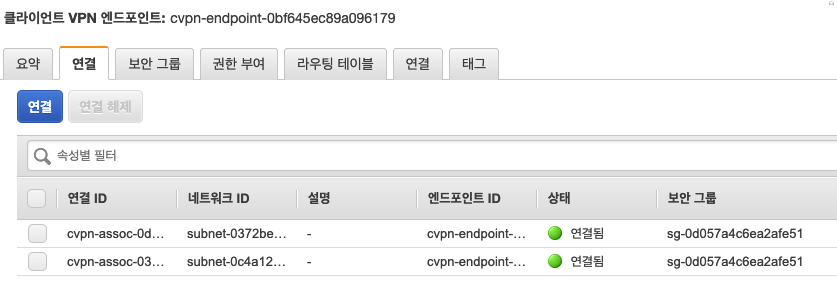 클라이언트 VPN 엔드포인트: cvpn-endpoint-0bf645ec89a096179
요약 연결 보안 그룹 권한 부여 라우팅 테이블 연결 태그
연결 연결 해제
속성별 필터
연결 ID 네트워크 ID 설명 엔드포인트 ID 상태 보안 그룹
cvpn-assoc-0d... subnet-0372be... - cvpn-endpoint-... 연결됨 sg-0d057a4c6ea2afe51
cvpn-assoc-03... subnet-0c4a12... - cvpn-endpoint-... 연결됨 sg-0d057a4c6ea2afe51